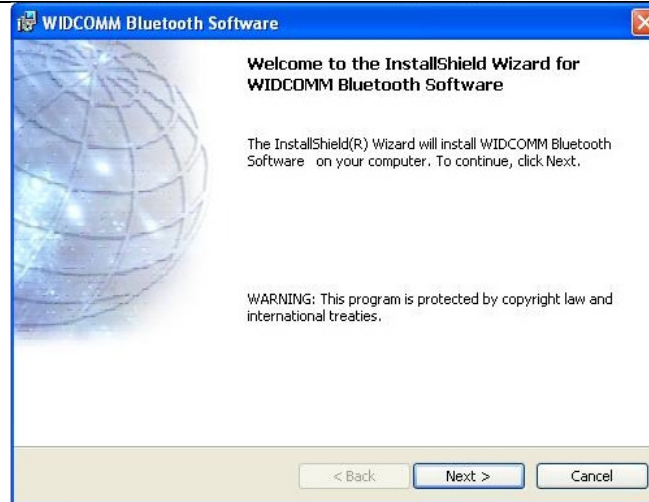 WIDCOMM Bluetooth Software
Welcome to the InstallShield Wizard for
WIDCOMM Bluetooth Software
The InstallShield(R) Wizard will install WIDCOMM Bluetooth
Software   on your computer. To continue, click Next.
WARNING: This program is protected by copyright law and
international treaties.
< Back   Next >   Cancel